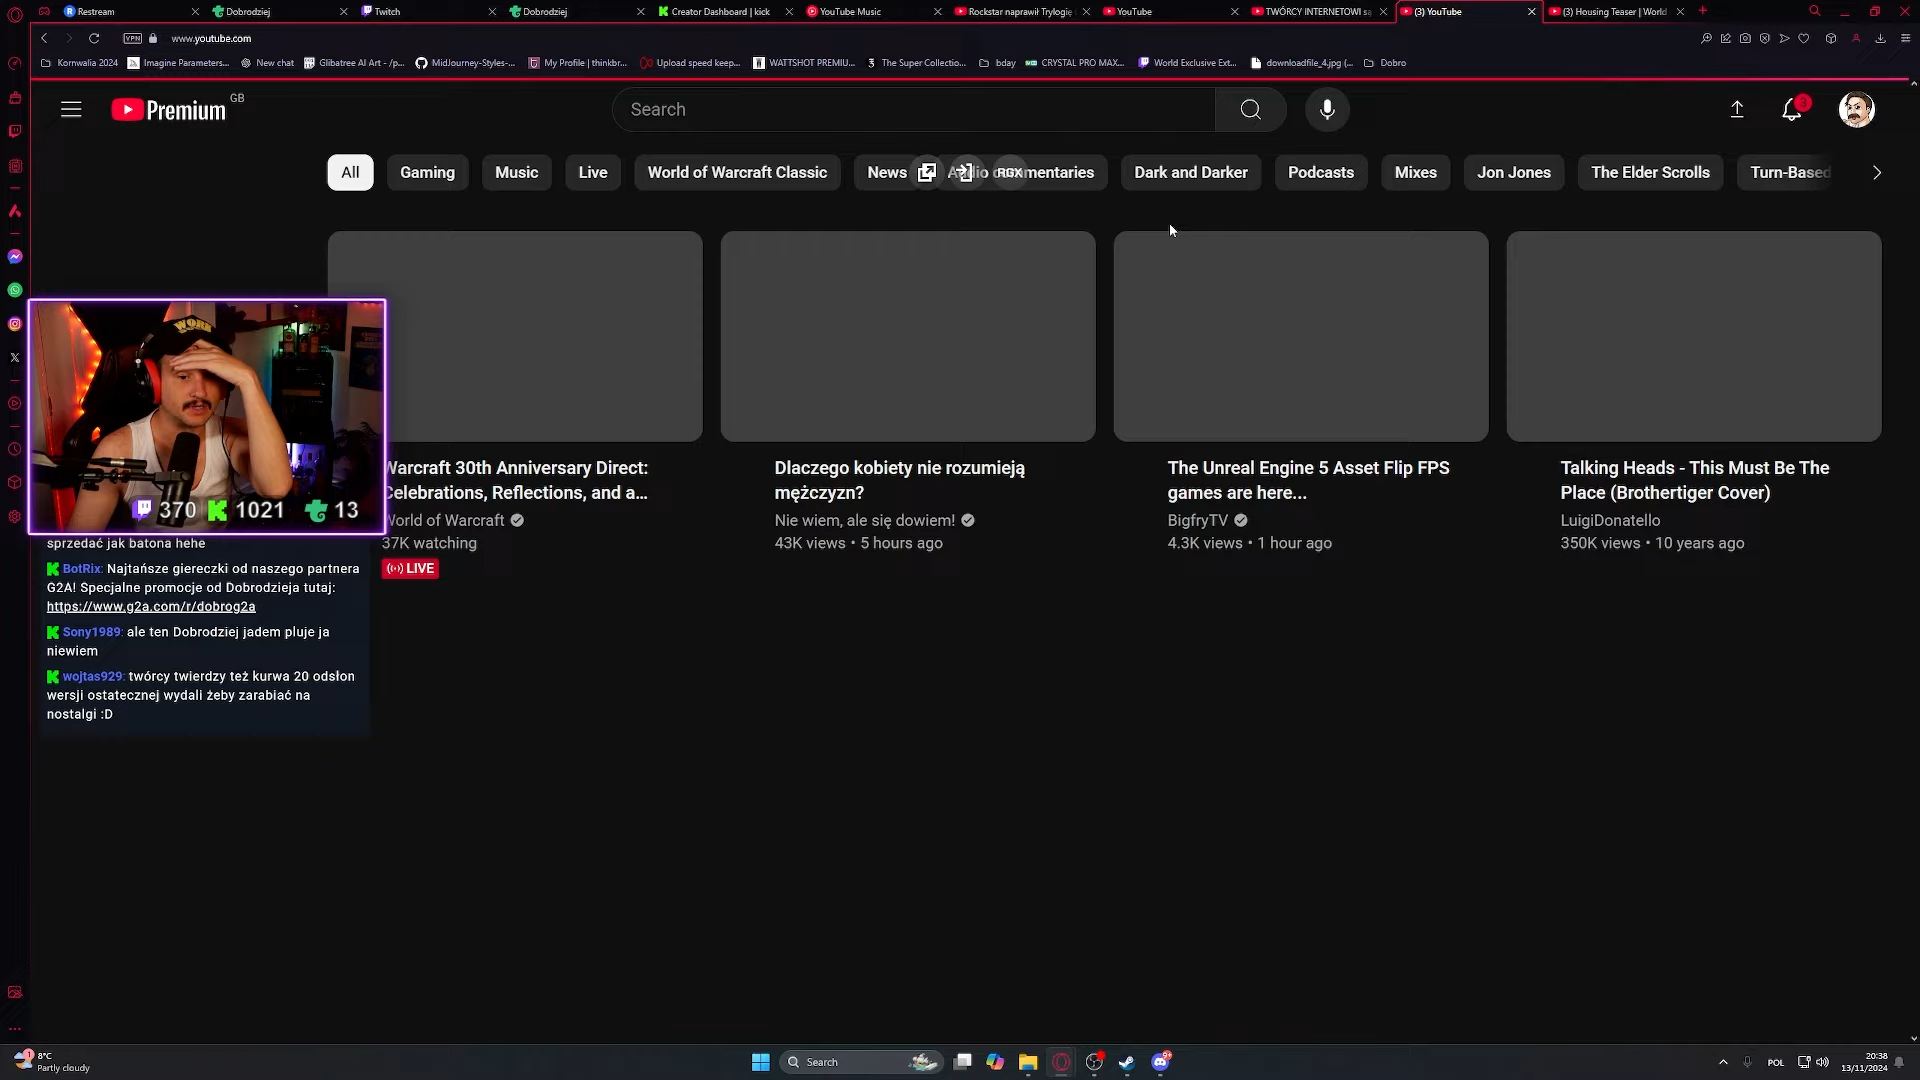 Restream
Dobrodziej
Twitch
Dobrodziej
Creator Dashboard | kick
YouTube Music
Rockstar naprawił Trylogię
YouTube
TWÓRCY INTERNETOWI są
(3) YouTube
(3) Housing Teaser | World
VPN
www.youtube.com
Kornwalia 2024
Imagine Parameters...
New chat
Glibatree AI Art - /p...
MidJourney-Styles-...
My Profile | thinkbr...
Upload speed keep...
WATTSHOT PREMIU...
The Super Collectio...
bday
CRYSTAL PRO MAX...
World Exclusive Ext...
downloadfile_4.jpg (...
Dobro
Premium
GB
Search
3
All
Gaming
Music
Live
World of Warcraft Classic
News
Audio commentaries
RGX
Dark and Darker
Podcasts
Mixes
Jon Jones
The Elder Scrolls
Turn-Based
WORK
370
1021
13
Warcraft 30th Anniversary Direct:
Celebrations, Reflections, and a...
World of Warcraft
37K watching
LIVE
Dlaczego kobiety nie rozumieją
mężczyzn?
Nie wiem, ale się dowiem!
43K views • 5 hours ago
The Unreal Engine 5 Asset Flip FPS
games are here...
BigfryTV
4.3K views • 1 hour ago
Talking Heads - This Must Be The
Place (Brothertiger Cover)
LuigiDonatello
350K views • 10 years ago
sprzedać jak batona hehe
BotRix: Najtańsze giereczki od naszego partnera
G2A! Specjalne promocje od Dobrodzieja tutaj:
https://www.g2a.com/r/dobrog2a
Sony1989: ale ten Dobrodziej jadem pluje ja
niewiem
wojtas929: twórcy twierdzy też kurwa 20 odsłon
wersji ostatecznej wydali żeby zarabiać na
nostalgi :D
1
8°C
Partly cloudy
Search
9+
POL
20:38
13/11/2024